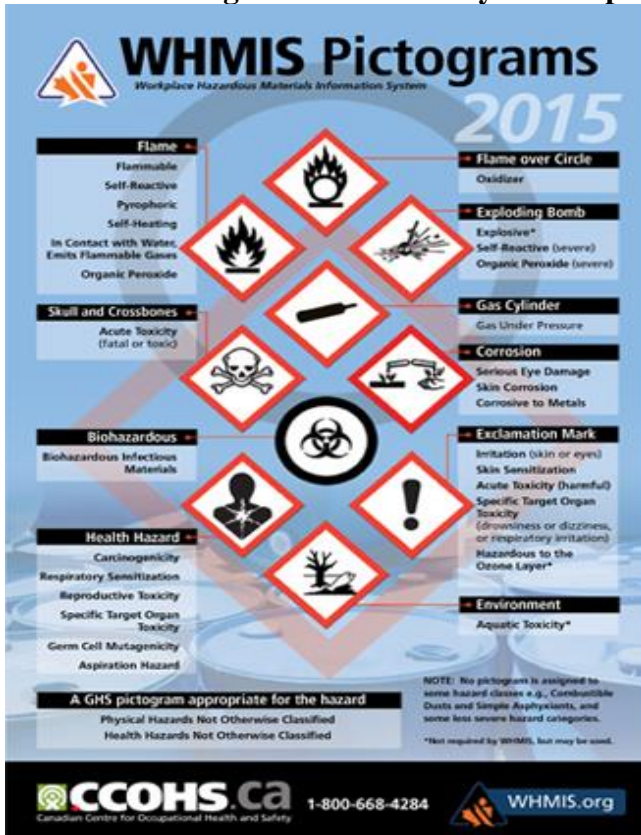 WHMIS Pictograms
Workplace Hazardous Materials Information System
2015
Flame
Flammable
Self-Reactive
Pyrophoric
Self-Heating
In Contact with Water,
Emits Flammable Gases
Organic Peroxide
Skull and Crossbones
Acute Toxicity
(fatal or toxic)
Biohazardous
Biohazardous Infectious
Materials
Health Hazard
Carcinogenicity
Respiratory Sensitization
Reproductive Toxicity
Specific Target Organ
Toxicity
Germ Cell Mutagenicity
Aspiration Hazard
Flame over Circle
Oxidizer
Exploding Bomb
Explosive*
Self-Reactive (severe)
Organic Peroxide (severe)
Gas Cylinder
Gas Under Pressure
Corrosion
Serious Eye Damage
Skin Corrosion
Corrosive to Metals
Exclamation Mark
Irritation (skin or eyes)
Skin Sensitization
Acute Toxicity (harmful)
Specific Target Organ
Toxicity
(drowsiness or dizziness,
or respiratory irritation)
Hazardous to the
Ozone Layer*
Environment
Aquatic Toxicity*
A GHS pictogram appropriate for the hazard
Physical Hazards Not Otherwise Classified
Health Hazards Not Otherwise Classified
NOTE: No pictogram is assigned to
some hazard classes e.g., Combustible
Dusts and Simple Asphyxiants, and
some less severe hazard categories.
*Not required by WHMIS, but may be used.
CCOHS.ca
Canadian Centre for Occupational Health and Safety
1-800-668-4284
WHMIS.org